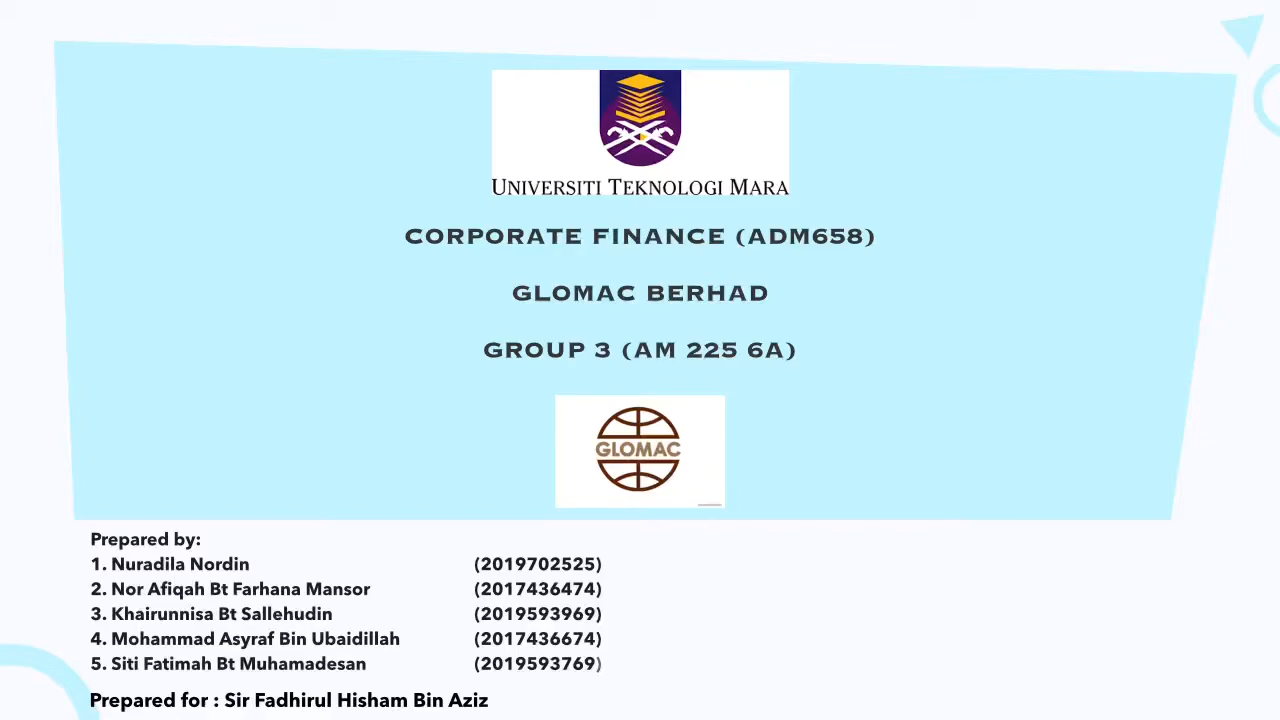 UNIVERSITI TEKNOLOGI MARA
CORPORATE FINANCE (ADM658)
GLOMAC BERHAD
GROUP 3 (AM 225 6A)
GLOMAC
Prepared by:
1. Nuradila Nordin (2019702525)
2. Nor Afiqah Bt Farhana Mansor (2017436474)
3. Khairunnisa Bt Sallehudin (2019593969)
4. Mohammad Asyraf Bin Ubaidillah (2017436674)
5. Siti Fatimah Bt Muhamadesan (2019593769)
Prepared for : Sir Fadhirul Hisham Bin Aziz